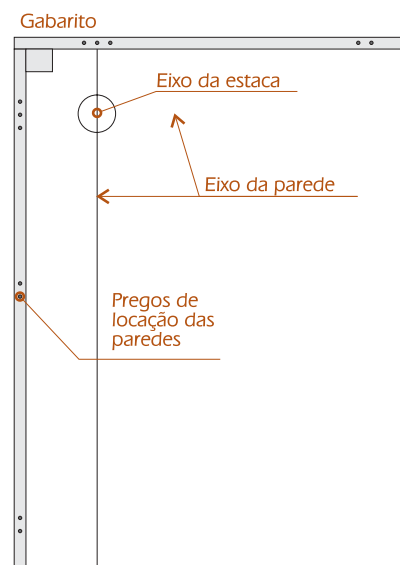 Gabarito
Eixo da estaca
Eixo da parede
Pregos de
locação das
paredes